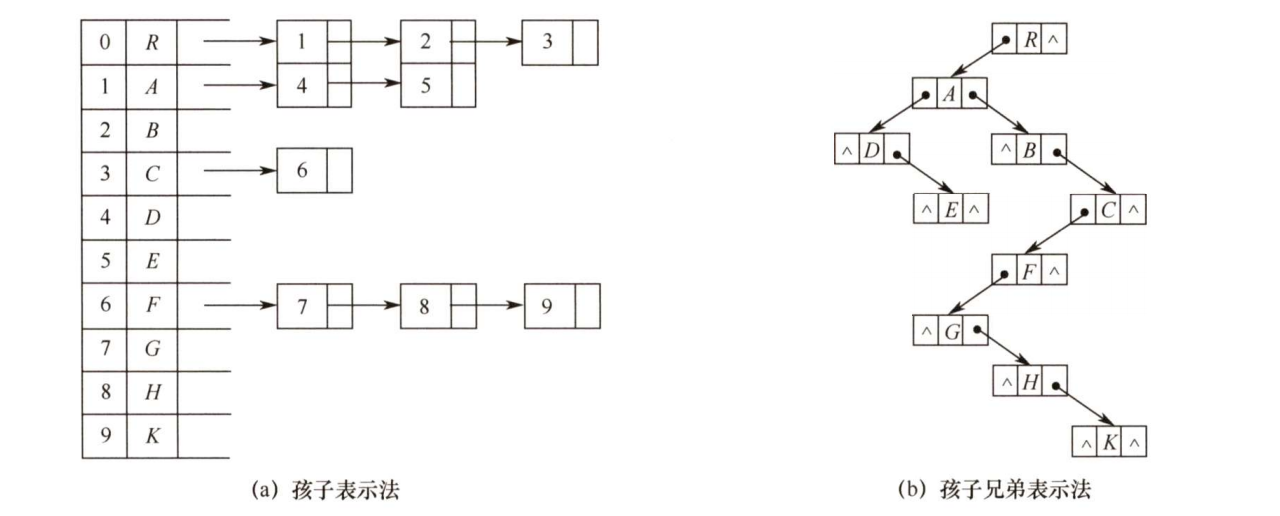 0 R 1 2 3
1 A 4 5
2 B
3 C 6
4 D
5 E
6 F 7 8 9
7 G
8 H
9 K
(a) 孩子表示法
R ^
A
^ D ^ B
^ E ^ C ^
F ^
^ G
^ H
^ K ^
(b) 孩子兄弟表示法